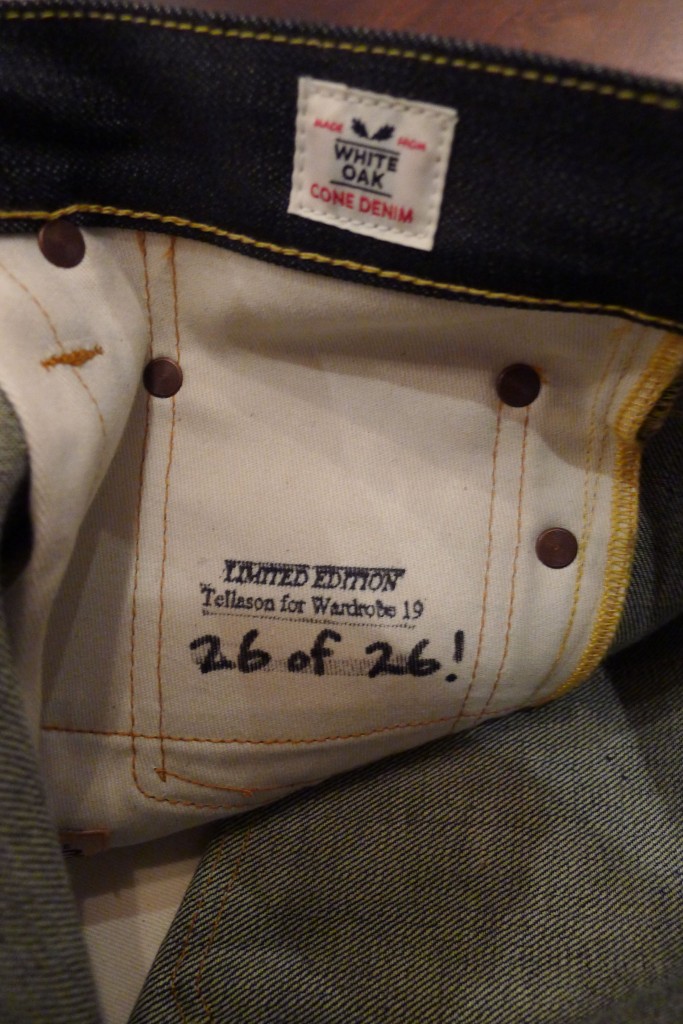 MADE FROM
WHITE
OAK
CONE DENIM
LIMITED EDITION
Tellason for Wardrobe 19
26 of 26!